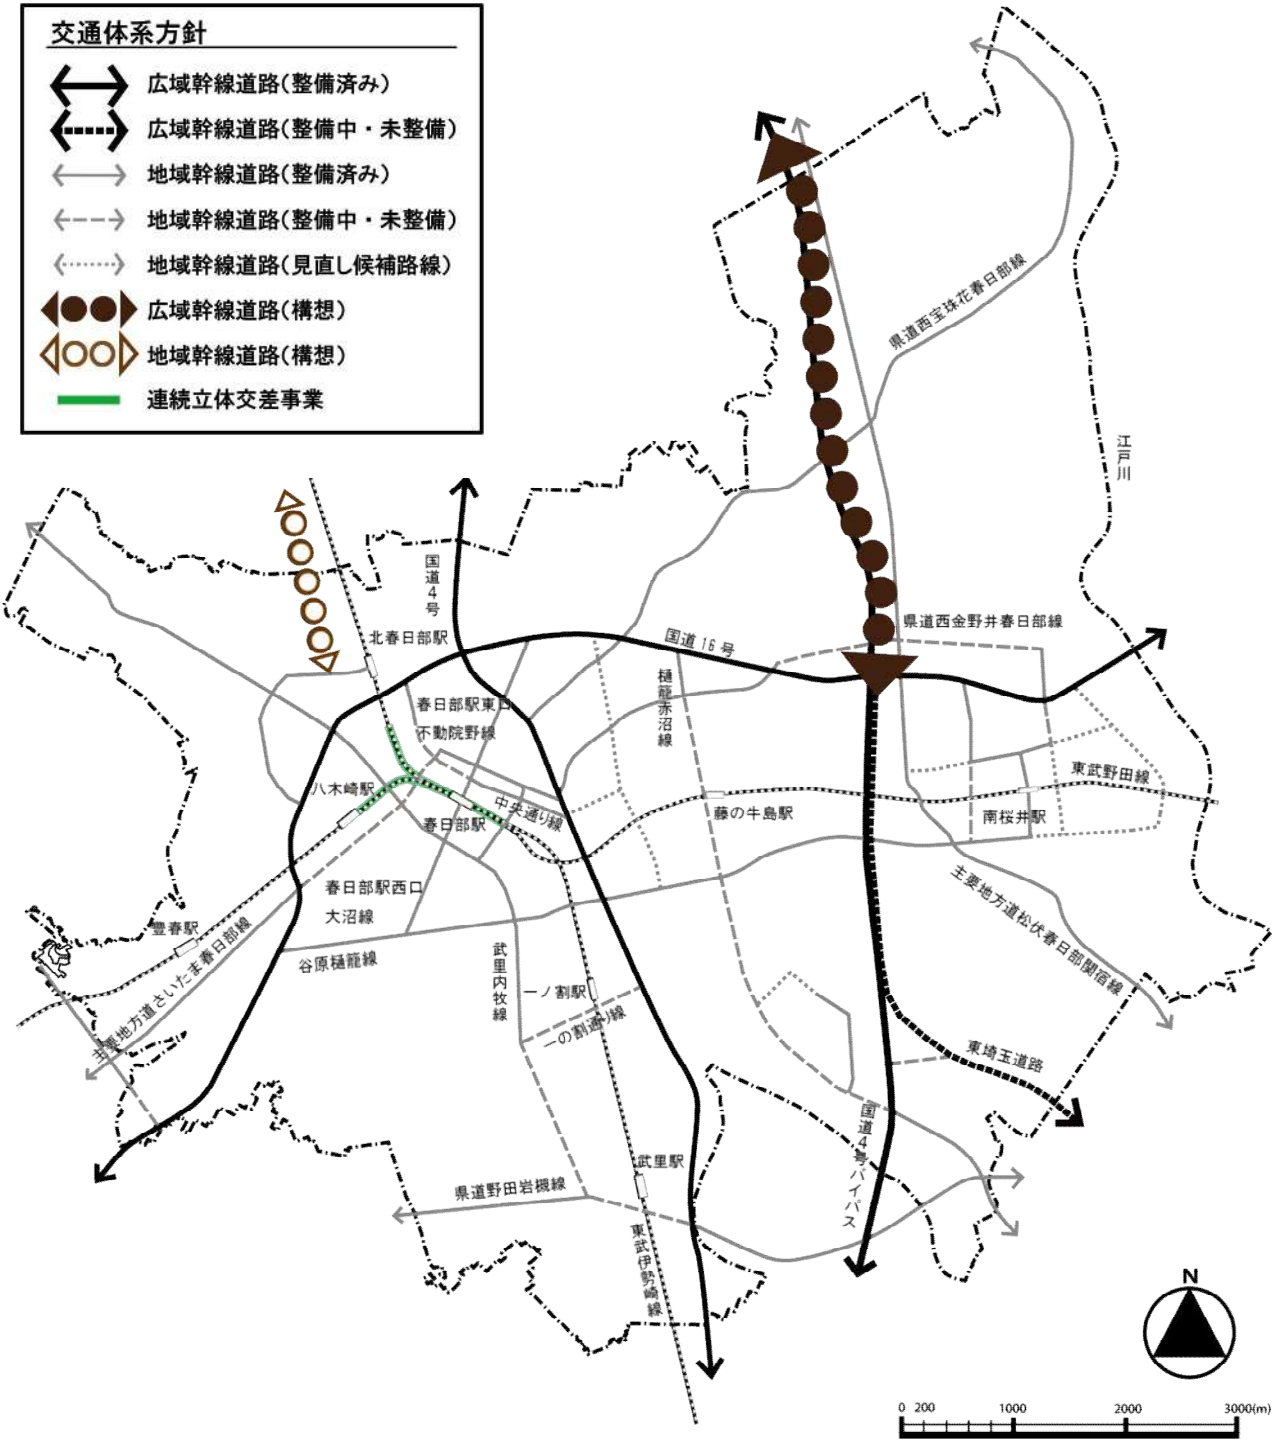 交通体系方針
広域幹線道路(整備済み)
広域幹線道路(整備中・未整備)
地域幹線道路(整備済み)
地域幹線道路(整備中・未整備)
地域幹線道路(見直し候補路線)
広域幹線道路(構想)
地域幹線道路(構想)
連続立体交差事業
県道西宝珠花春日部線
江戸川
国道4号
北春日部駅
国道16号
県道西金野井春日部線
樋籠赤沼線
春日部駅東口
不動院野線
八木崎駅
中央通り線
春日部駅
藤の牛島駅
東武野田線
南桜井駅
春日部駅西口
大沼線
主要地方道松伏春日部関宿線
豊春駅
主要地方道さいたま春日部線
谷原樋籠線
武里内牧線
一ノ割駅
一の割通り線
東埼玉道路
国道4号バイパス
武里駅
県道野田岩槻線
東武伊勢崎線
N
0 200 1000 2000 3000(m)